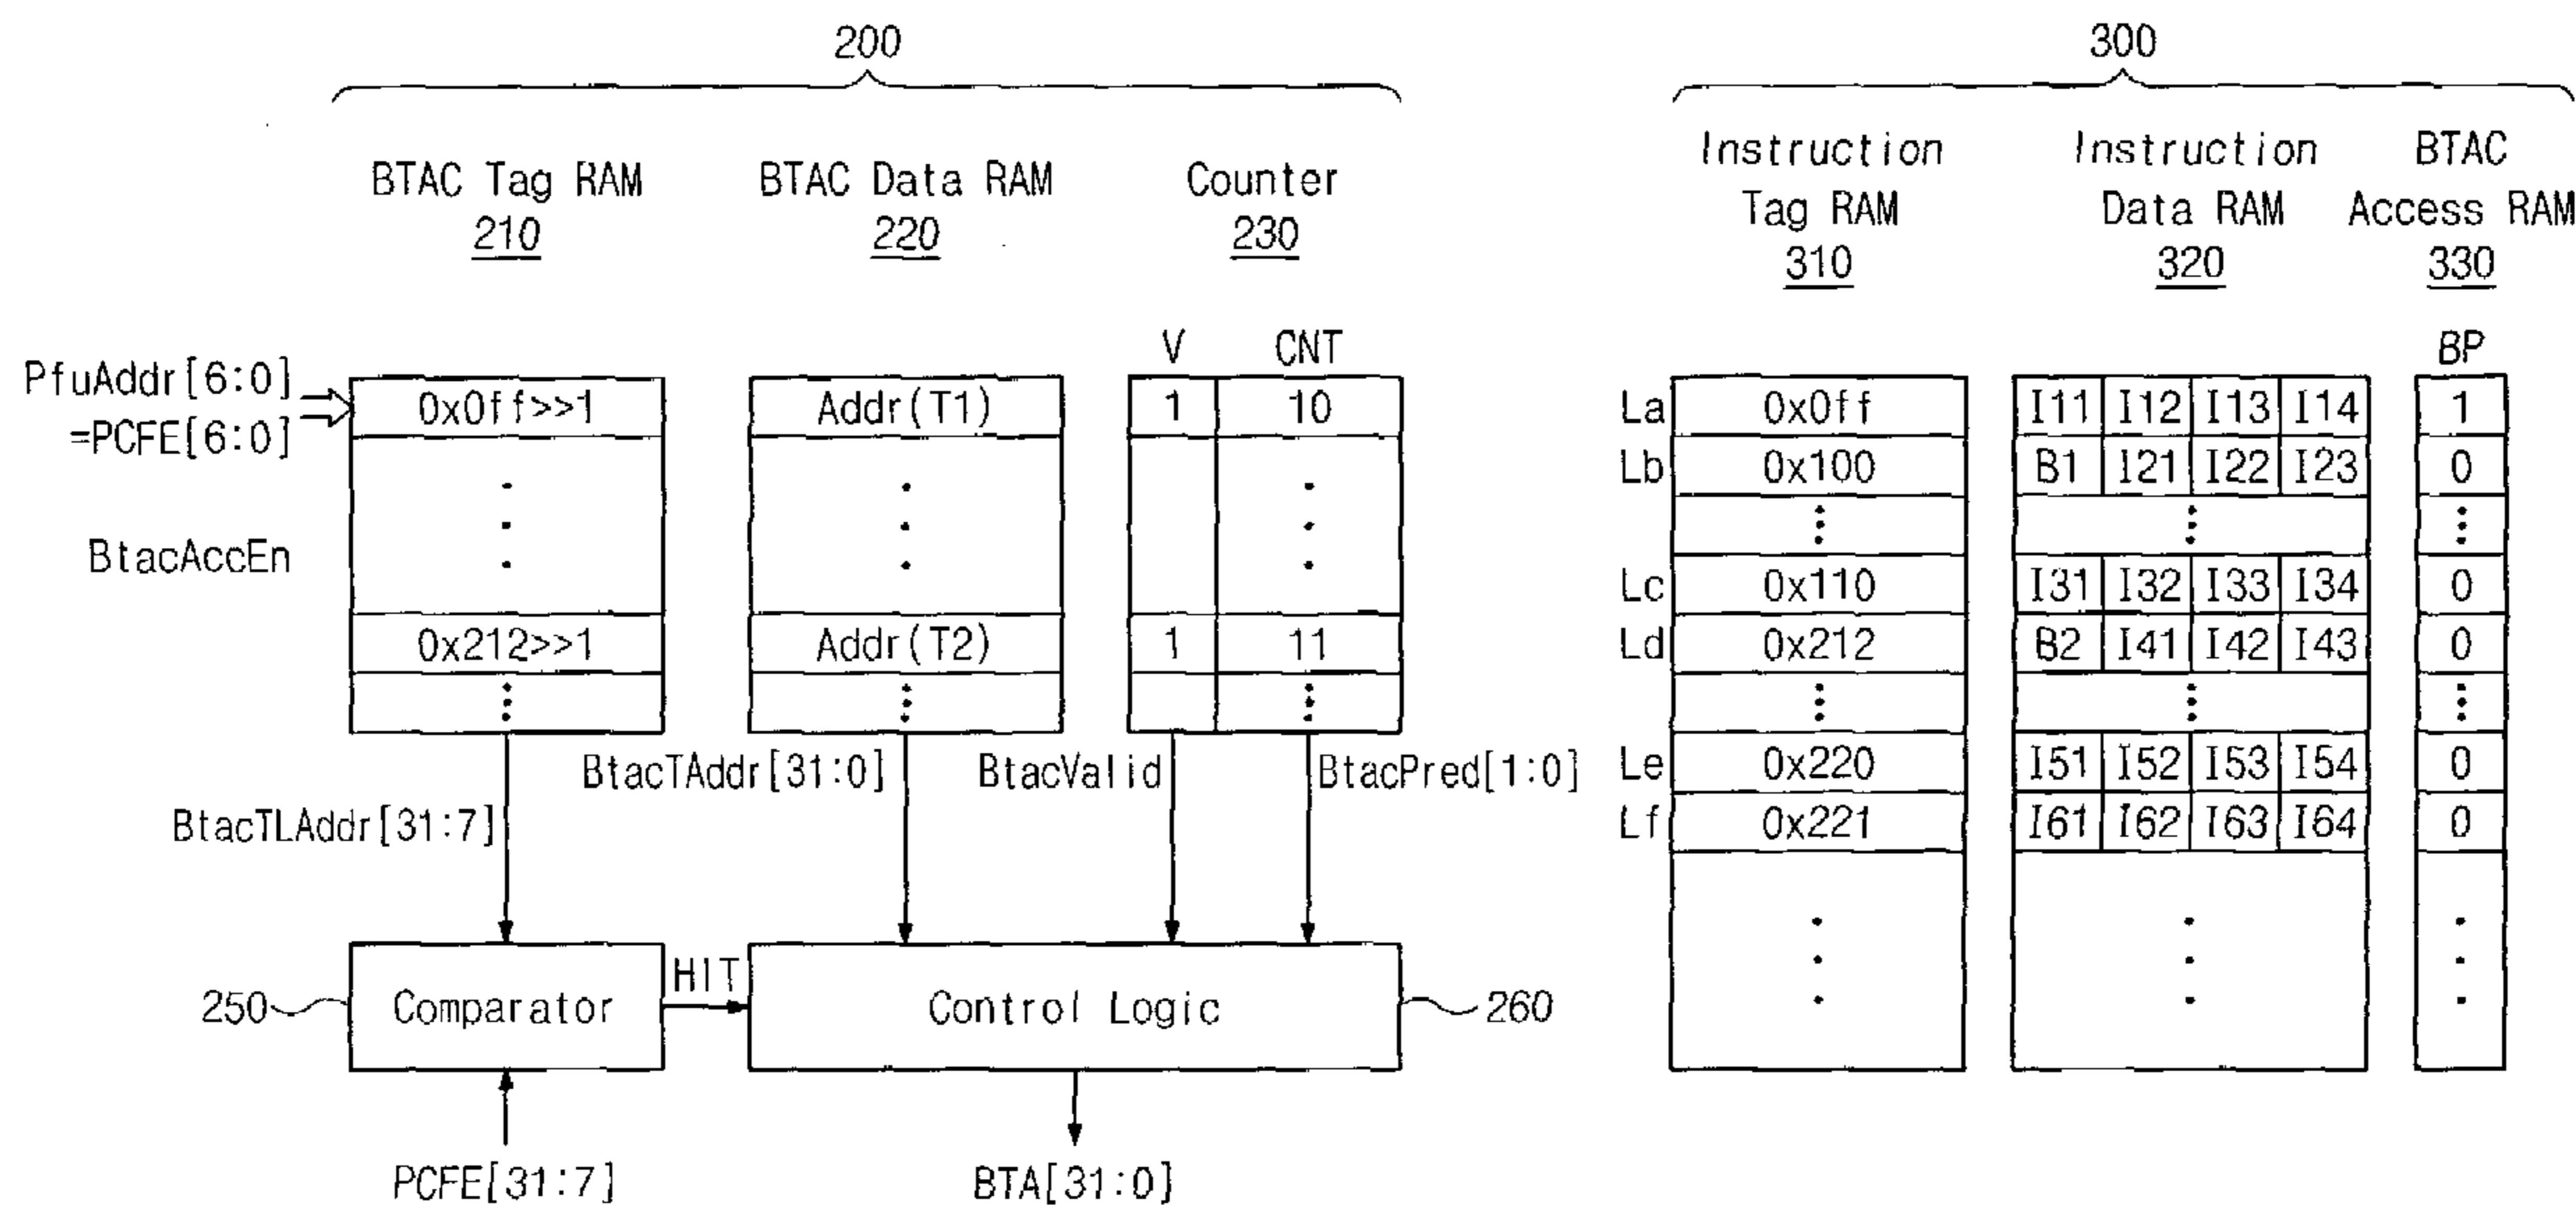 200
300
BTAC Tag RAM
210
BTAC Data RAM
220
Counter
230
Instruction
Tag RAM
310
Instruction
Data RAM
320
BTAC
Access RAM
330
V CNT
BP
PfuAddr[6:0]
=PCFE[6:0]
BtacAccEn
0x0ff>>1 Addr(T1) 1 10
0x212>>1 Addr(T2) 1 11
La 0x0ff I11 I12 I13 I14 1
Lb 0x100 B1 I21 I22 I23 0
Lc 0x110 I31 I32 I33 I34 0
Ld 0x212 B2 I41 I42 I43 0
Le 0x220 I51 I52 I53 I54 0
Lf 0x221 I61 I62 I63 I64 0
BtacTAddr[31:0] BtacValid BtacPred[1:0]
BtacTLAddr[31:7]
250 Comparator HIT Control Logic 260
PCFE[31:7] BTA[31:0]